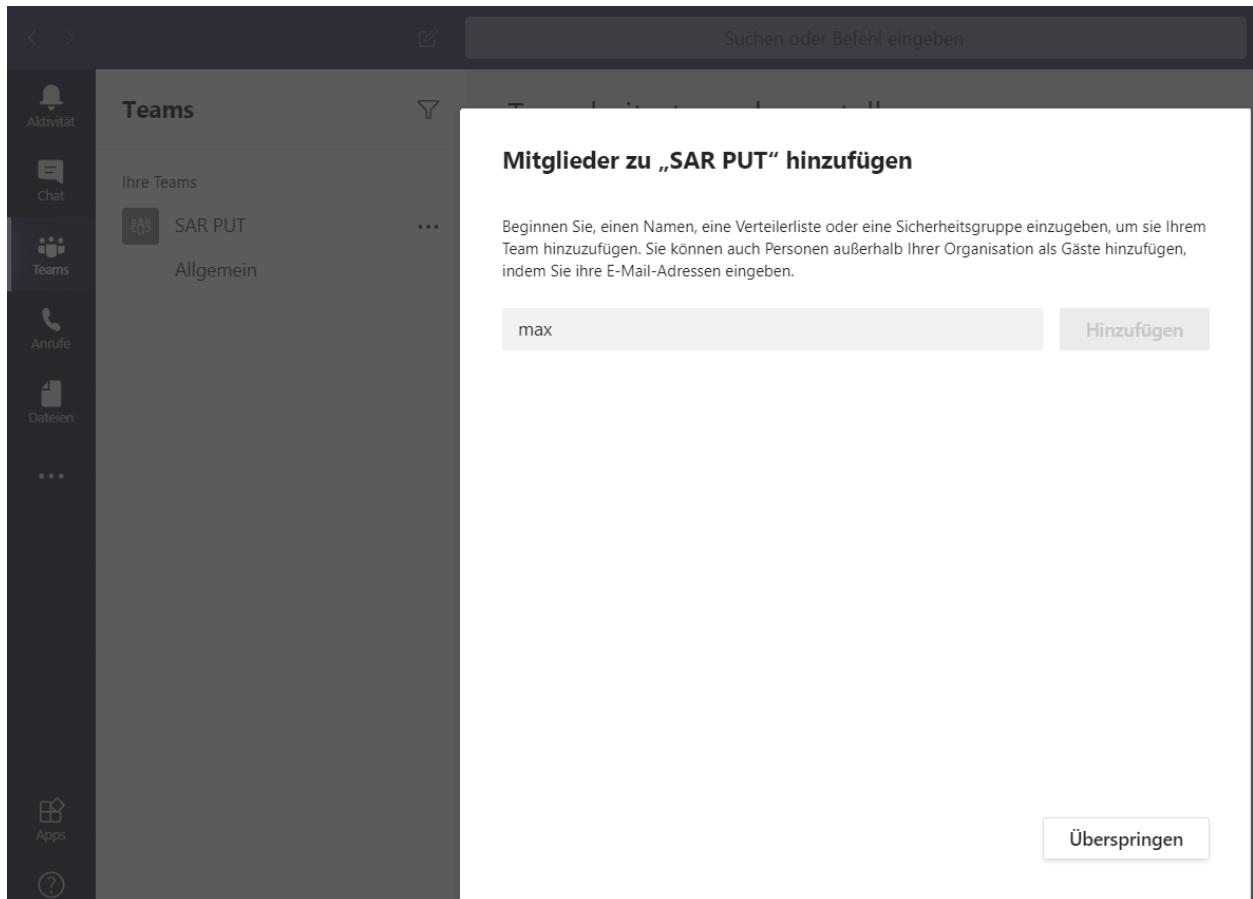 Suchen oder Befehl eingeben
Aktivität
Chat
Teams
Anrufe
Dateien
Apps
Teams
Ihre Teams
SAR PUT
Allgemein
Mitglieder zu „SAR PUT“ hinzufügen
Beginnen Sie, einen Namen, eine Verteilerliste oder eine Sicherheitsgruppe einzugeben, um sie Ihrem
Team hinzuzufügen. Sie können auch Personen außerhalb Ihrer Organisation als Gäste hinzufügen,
indem Sie ihre E-Mail-Adressen eingeben.
max
Hinzufügen
Überspringen